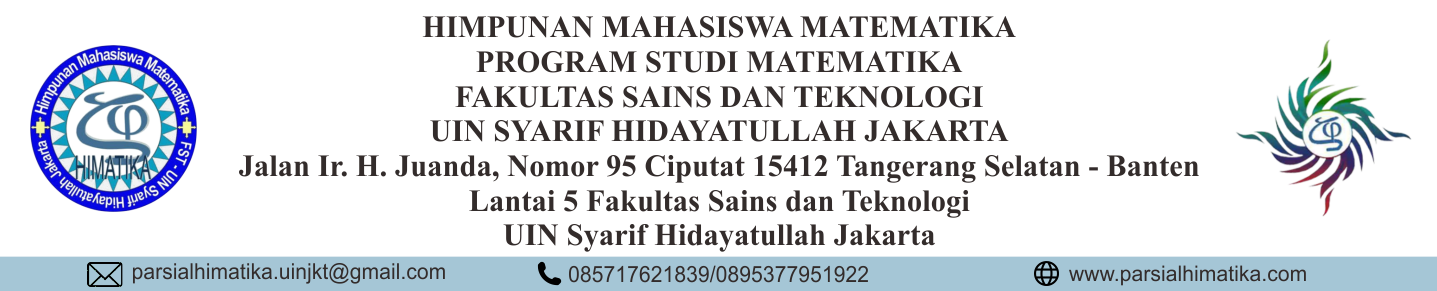 HIMPUNAN MAHASISWA MATEMATIKA
PROGRAM STUDI MATEMATIKA
FAKULTAS SAINS DAN TEKNOLOGI
UIN SYARIF HIDAYATULLAH JAKARTA
Jalan Ir. H. Juanda, Nomor 95 Ciputat 15412 Tangerang Selatan - Banten
Lantai 5 Fakultas Sains dan Teknologi
UIN Syarif Hidayatullah Jakarta
Himpunan Mahasiswa Matematika
FST - UIN Syarif Hidayatullah Jakarta
HIMATIKA
parsialhimatika.uinjkt@gmail.com
085717621839/0895377951922
www.parsialhimatika.com